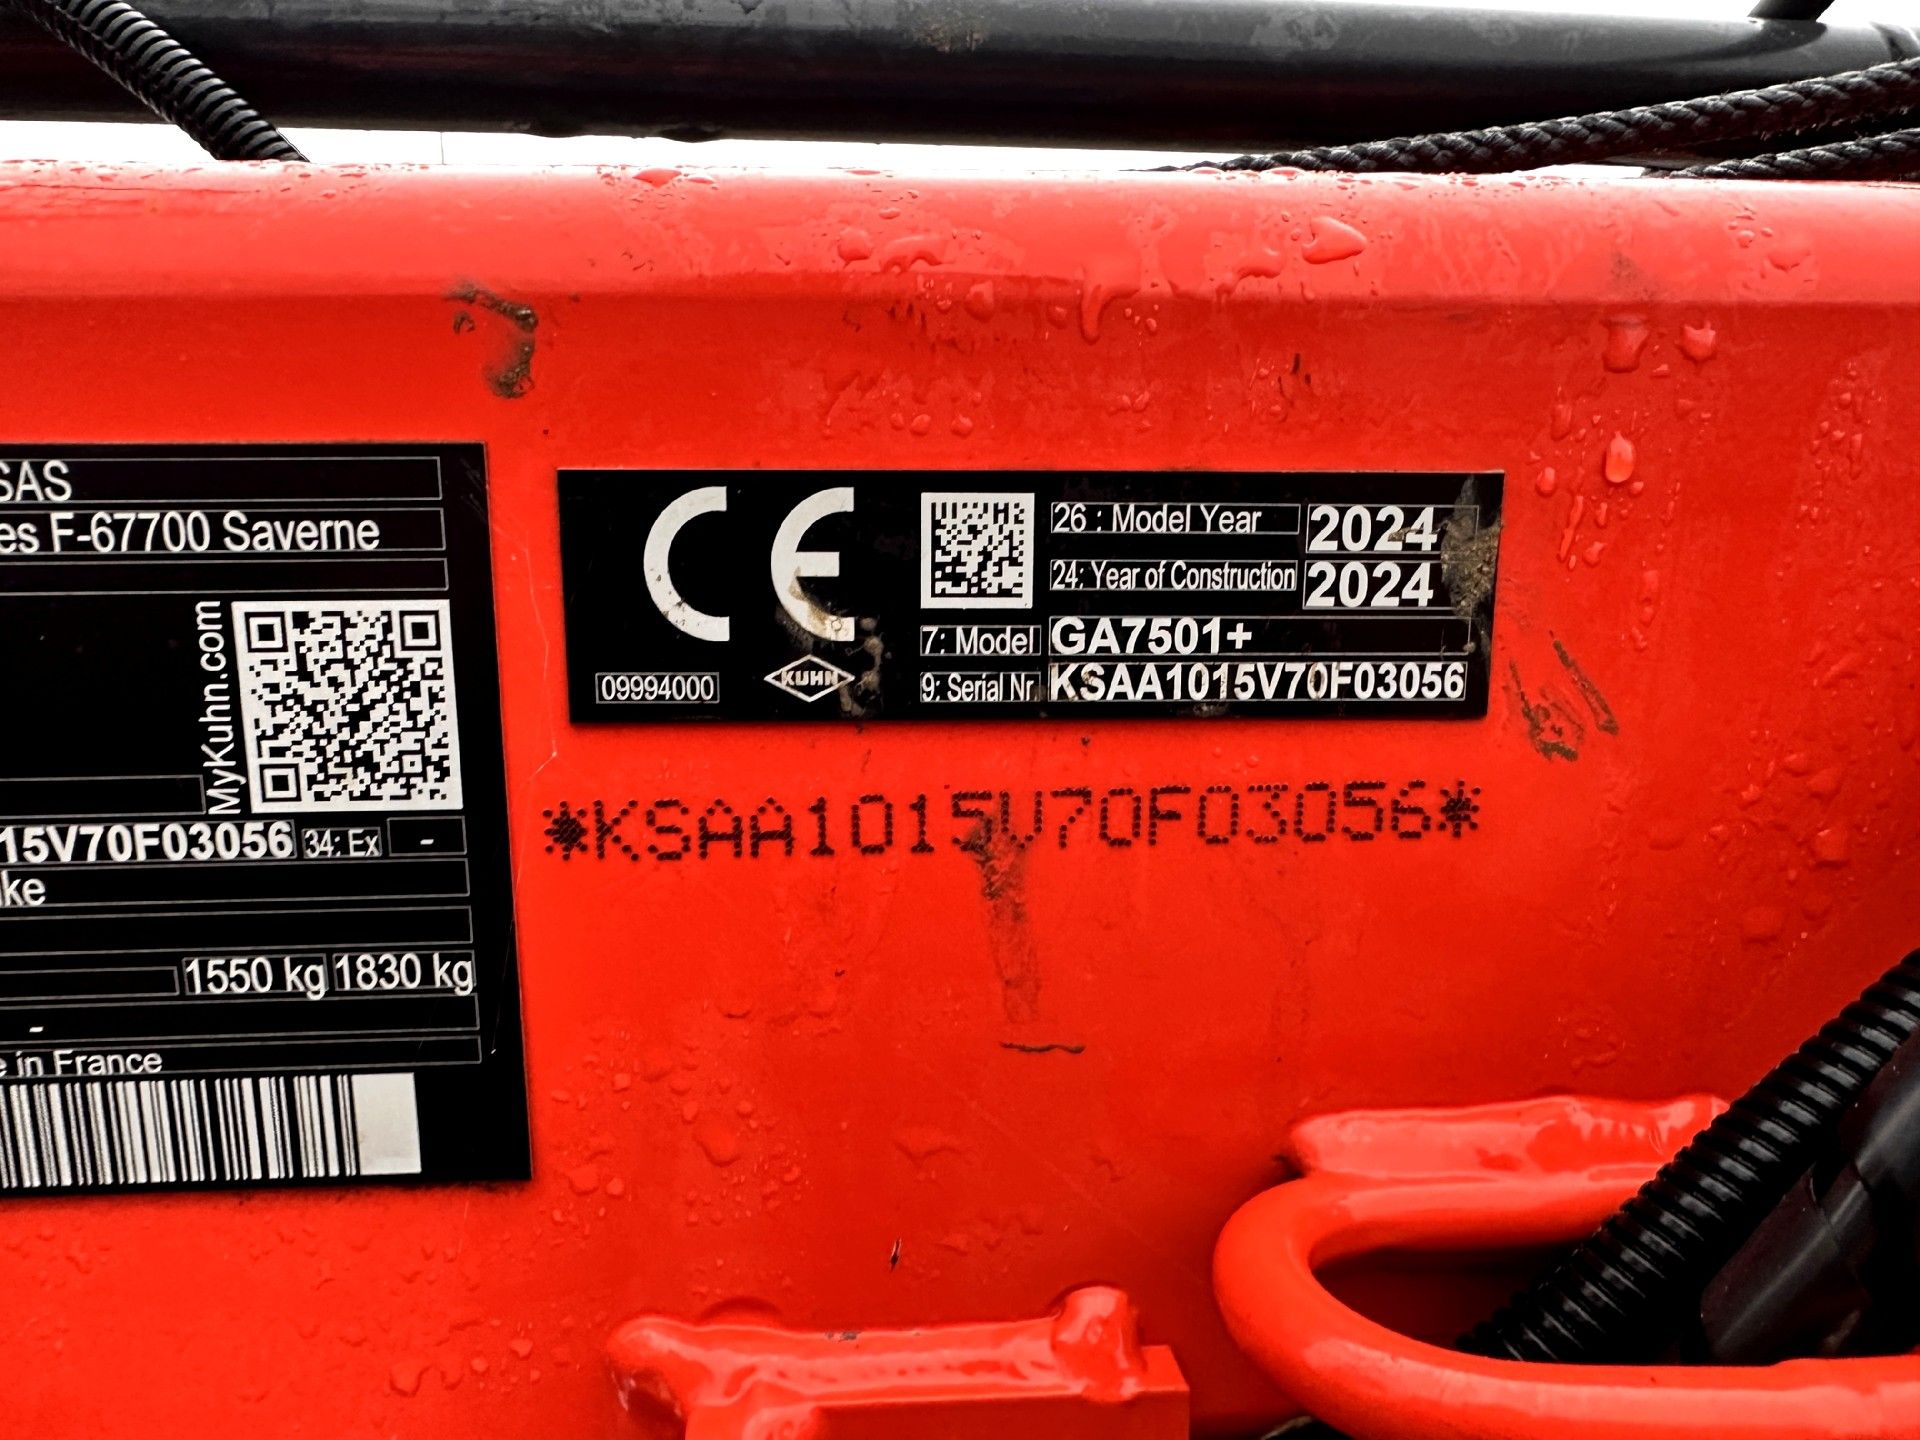 SAS
es F-67700 Saverne
MyKuhn.com
15V70F03056 34: Ex -
ke
1550 kg 1830 kg
-
e in France
CE
26 : Model Year 2024
24: Year of Construction 2024
7: Model GA7501+
9: Serial Nr. KSAA1015V70F03056
09994000
KUHN
*KSAA1015V70F03056*